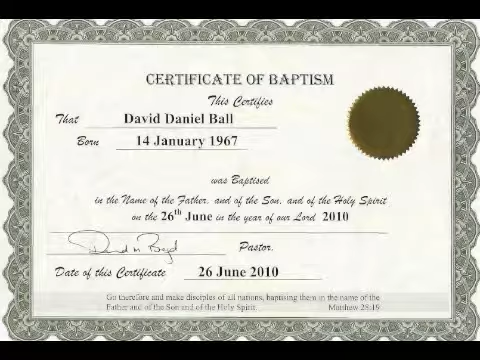 CERTIFICATE OF BAPTISM
This Certifies
That David Daniel Ball
Born 14 January 1967
was Baptised
in the Name of the Father, and of the Son, and of the Holy Spirit
on the 26th June in the year of our Lord 2010
Pastor.
Date of this Certificate 26 June 2010
Go therefore and make disciples of all nations, baptising them in the name of the
Father and of the Son and of the Holy Spirit. Matthew 28:19